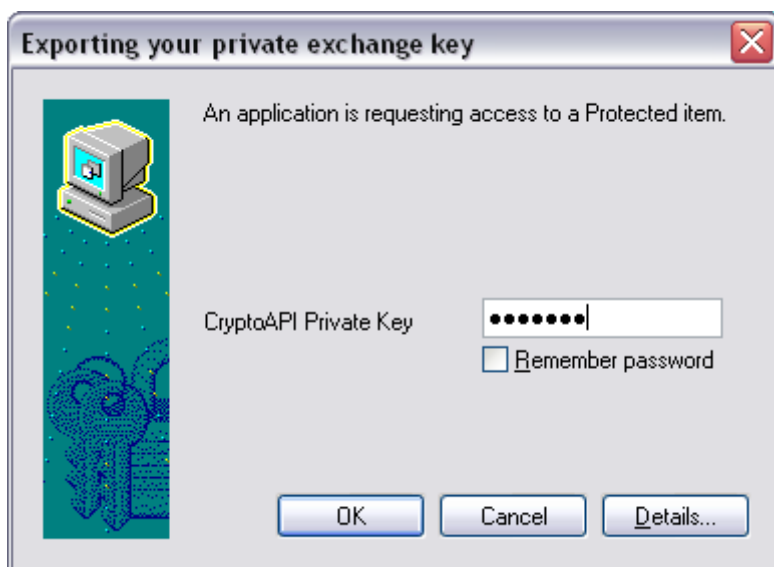 Exporting your private exchange key
An application is requesting access to a Protected item.
CryptoAPI Private Key
•••••••
Remember password
OK Cancel Details...